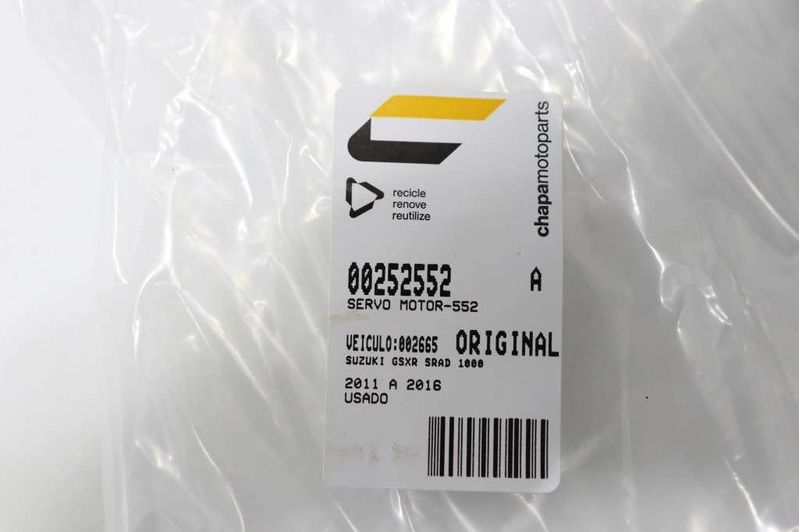 chapamotoparts
recicle
renove
reutilize
00252552 A
SERVO MOTOR-552
VEICULO:002665 ORIGINAL
SUZUKI GSXR SRAD 1000
2011 A 2016
USADO